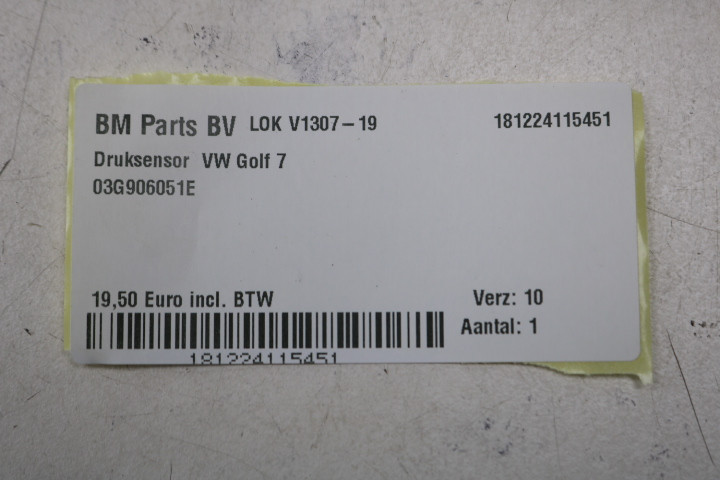 BM Parts BV LOK V1307-19 181224115451
Druksensor VW Golf 7
03G906051E
19,50 Euro incl. BTW Verz: 10
Aantal: 1
181224115451